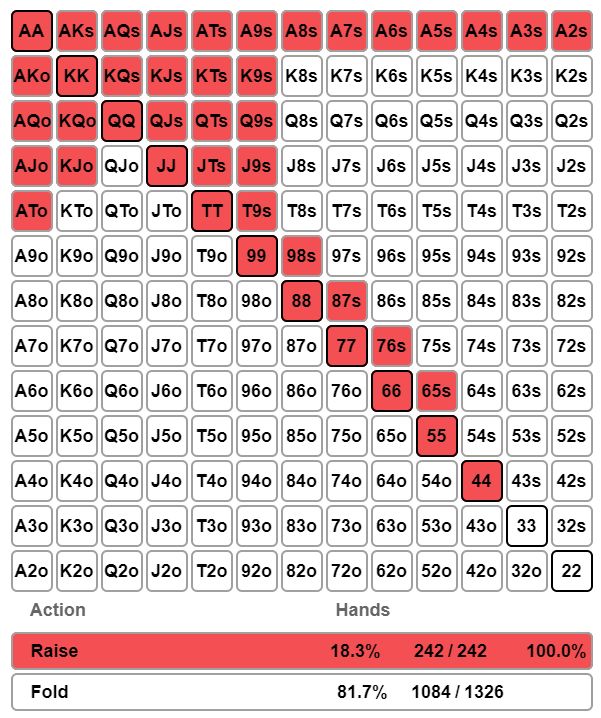 AA AKs AQs AJs ATs A9s A8s A7s A6s A5s A4s A3s A2s
AKo KK KQs KJs KTs K9s K8s K7s K6s K5s K4s K3s K2s
AQo KQo QQ QJs QTs Q9s Q8s Q7s Q6s Q5s Q4s Q3s Q2s
AJo KJo QJo JJ JTs J9s J8s J7s J6s J5s J4s J3s J2s
ATo KTo QTo JTo TT T9s T8s T7s T6s T5s T4s T3s T2s
A9o K9o Q9o J9o T9o 99 98s 97s 96s 95s 94s 93s 92s
A8o K8o Q8o J8o T8o 98o 88 87s 86s 85s 84s 83s 82s
A7o K7o Q7o J7o T7o 97o 87o 77 76s 75s 74s 73s 72s
A6o K6o Q6o J6o T6o 96o 86o 76o 66 65s 64s 63s 62s
A5o K5o Q5o J5o T5o 95o 85o 75o 65o 55 54s 53s 52s
A4o K4o Q4o J4o T4o 94o 84o 74o 64o 54o 44 43s 42s
A3o K3o Q3o J3o T3o 93o 83o 73o 63o 53o 43o 33 32s
A2o K2o Q2o J2o T2o 92o 82o 72o 62o 52o 42o 32o 22
Action Hands
Raise 18.3% 242 / 242 100.0%
Fold 81.7% 1084 / 1326